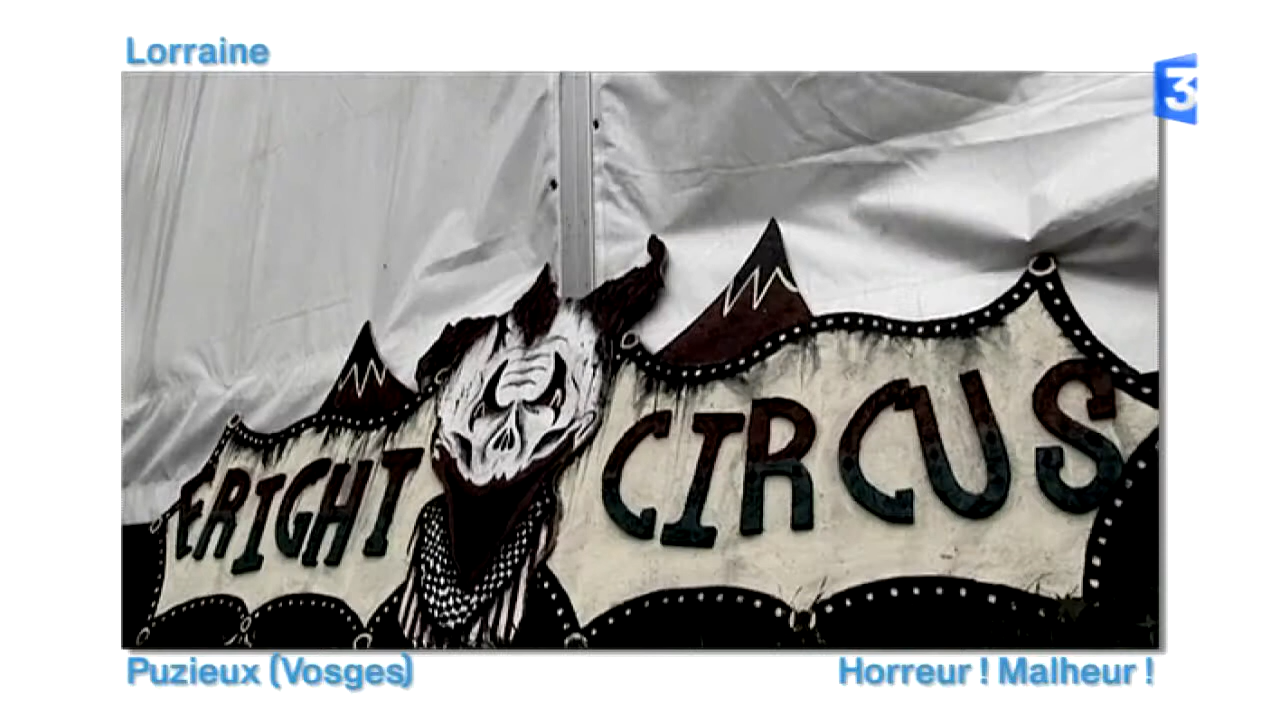 Lorraine
3
FRIGHT CIRCUS
Puzieux (Vosges)
Horreur ! Malheur !